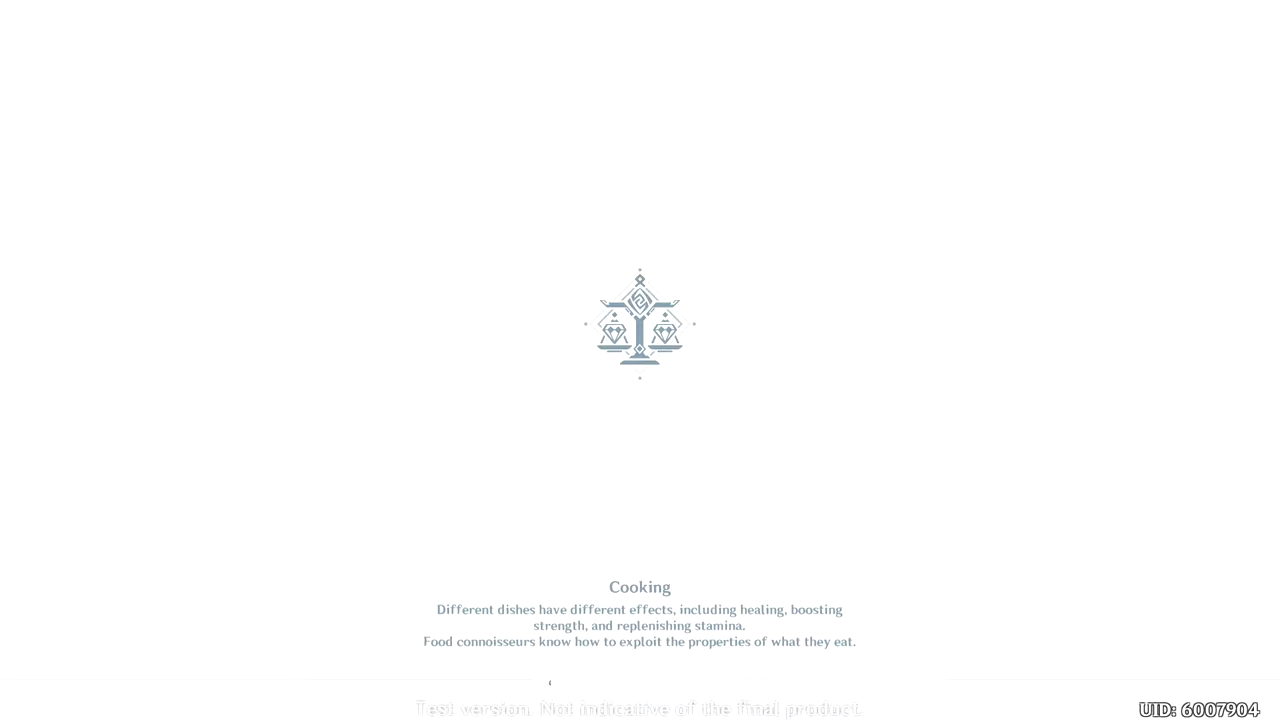 Cooking
Different dishes have different effects, including healing, boosting
strength, and replenishing stamina.
Food connoisseurs know how to exploit the properties of what they eat.
Test version. Not indicative of the final product.
UID: 6007904